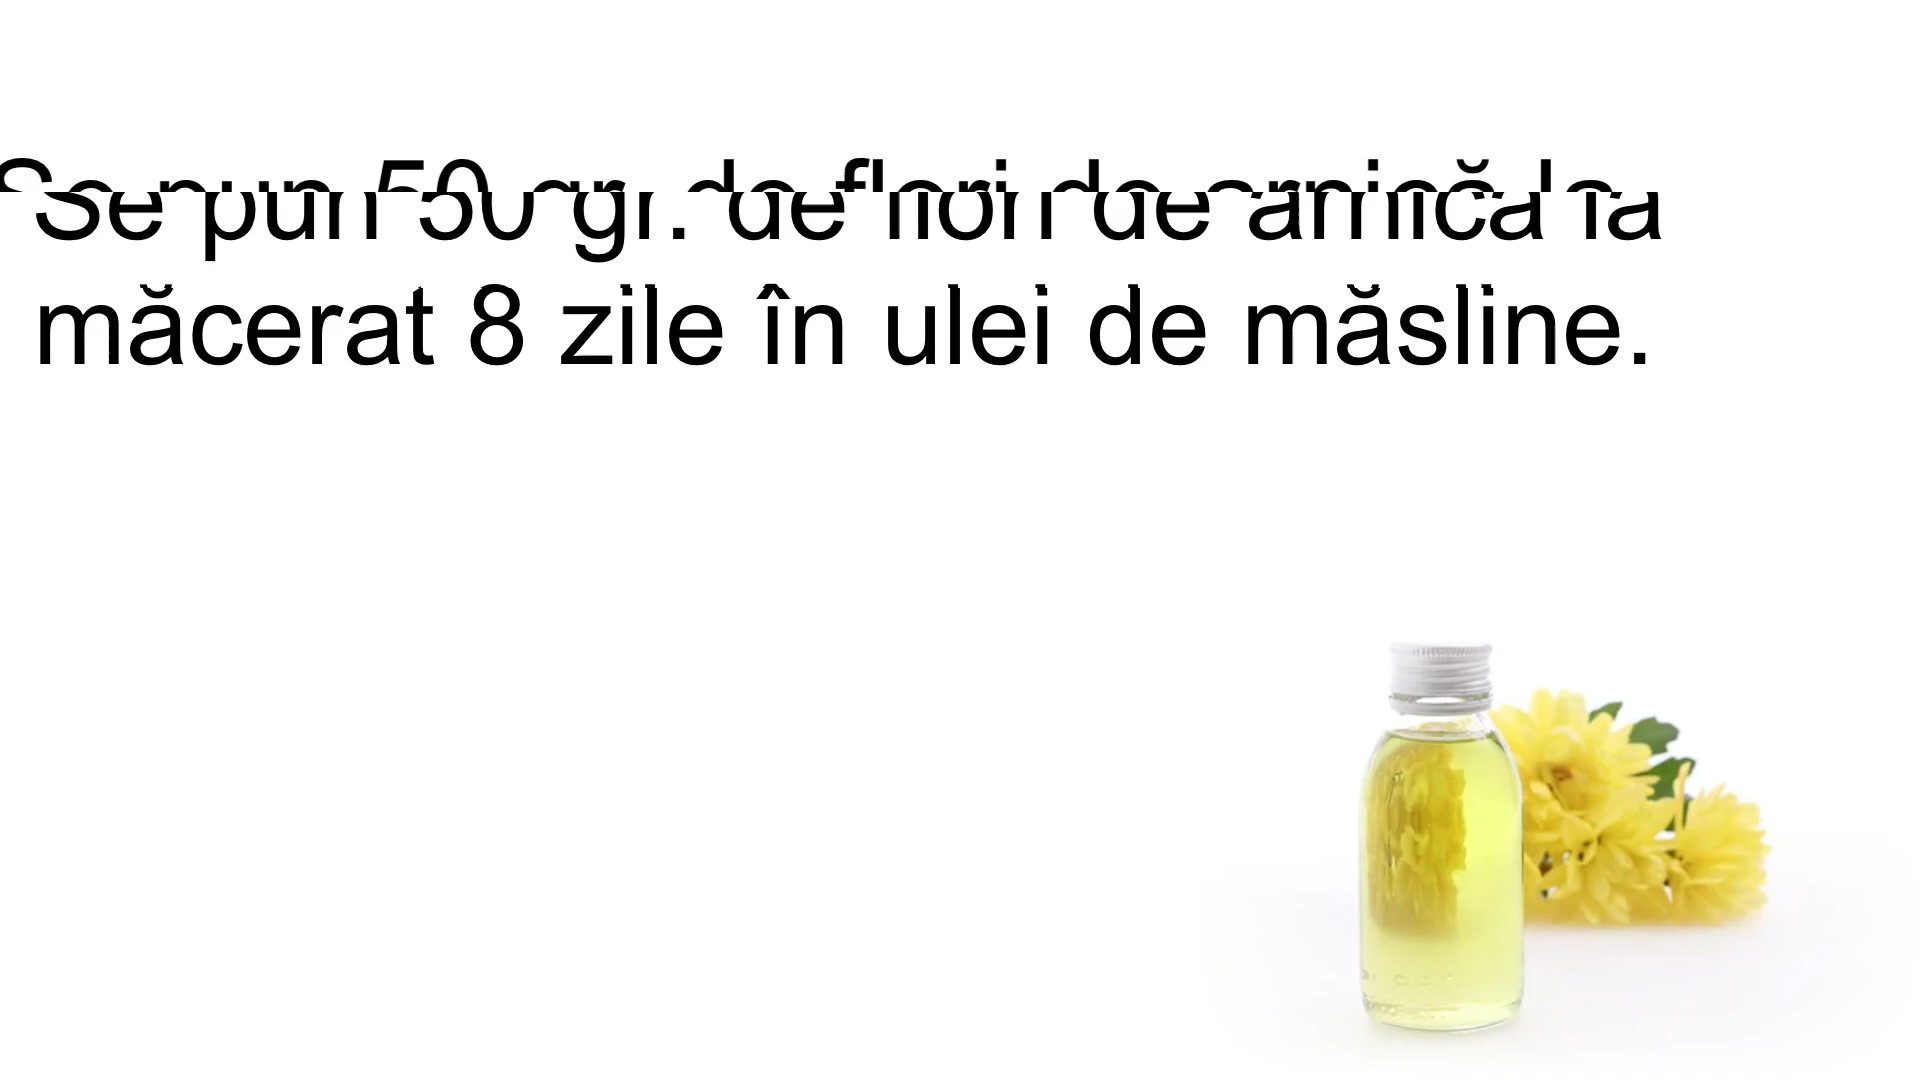 Se pun 50 gr. de flori de arnică la
măcerat 8 zile în ulei de măsline.